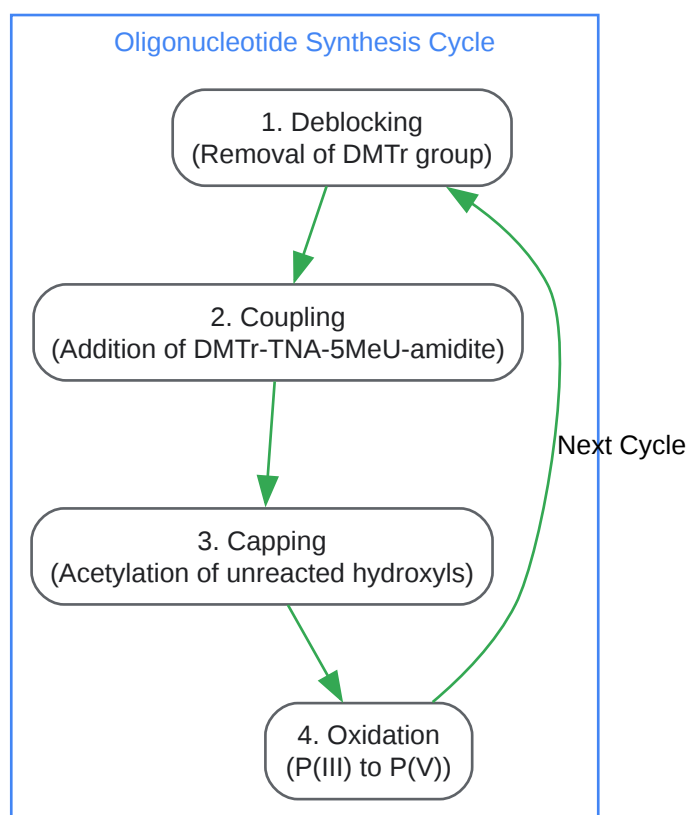 Oligonucleotide Synthesis Cycle
1. Deblocking
(Removal of DMTr group)
2. Coupling
(Addition of DMTr-TNA-5MeU-amidite)
Next Cycle
3. Capping
(Acetylation of unreacted hydroxyls)
4. Oxidation
(P(III) to P(V))